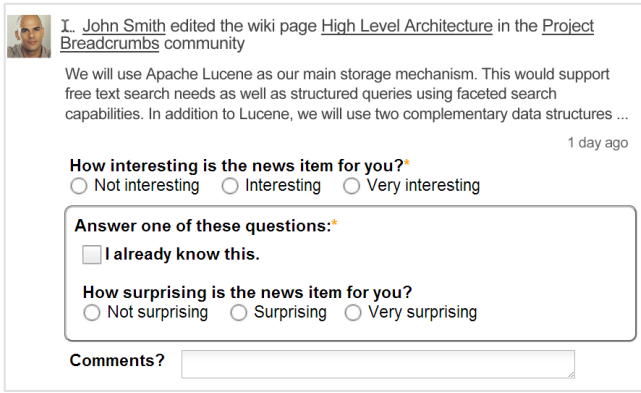 1. John Smith edited the wiki page High Level Architecture in the Project
Breadcrumbs community
We will use Apache Lucene as our main storage mechanism. This would support
free text search needs as well as structured queries using faceted search
capabilities. In addition to Lucene, we will use two complementary data structures ...
1 day ago
How interesting is the news item for you?*
Not interesting Interesting Very interesting
Answer one of these questions:*
I already know this.
How surprising is the news item for you?
Not surprising Surprising Very surprising
Comments?